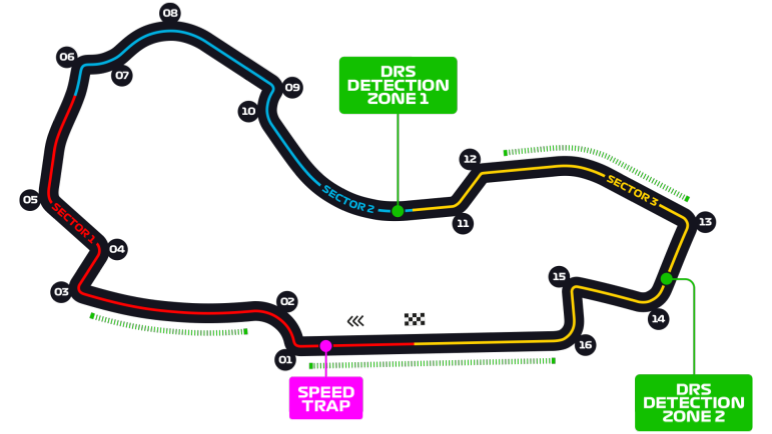 08
06
07
09
10
DRS
DETECTION
ZONE 1
12
05
SECTOR 1
SECTOR 2
SECTOR 3
11
13
04
03
02
15
14
01
16
SPEED
TRAP
DRS
DETECTION
ZONE 2